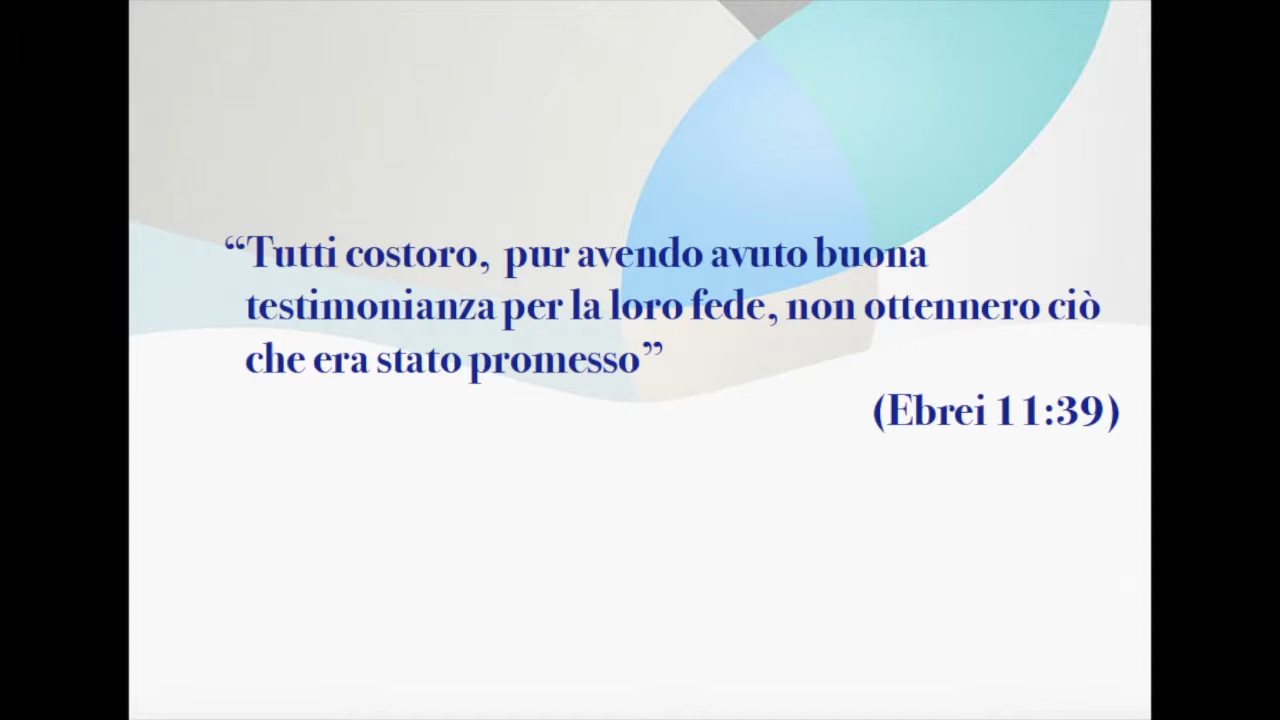 “Tutti costoro, pur avendo avuto buona
testimonianza per la loro fede, non ottennero ciò
che era stato promesso”
(Ebrei 11:39)